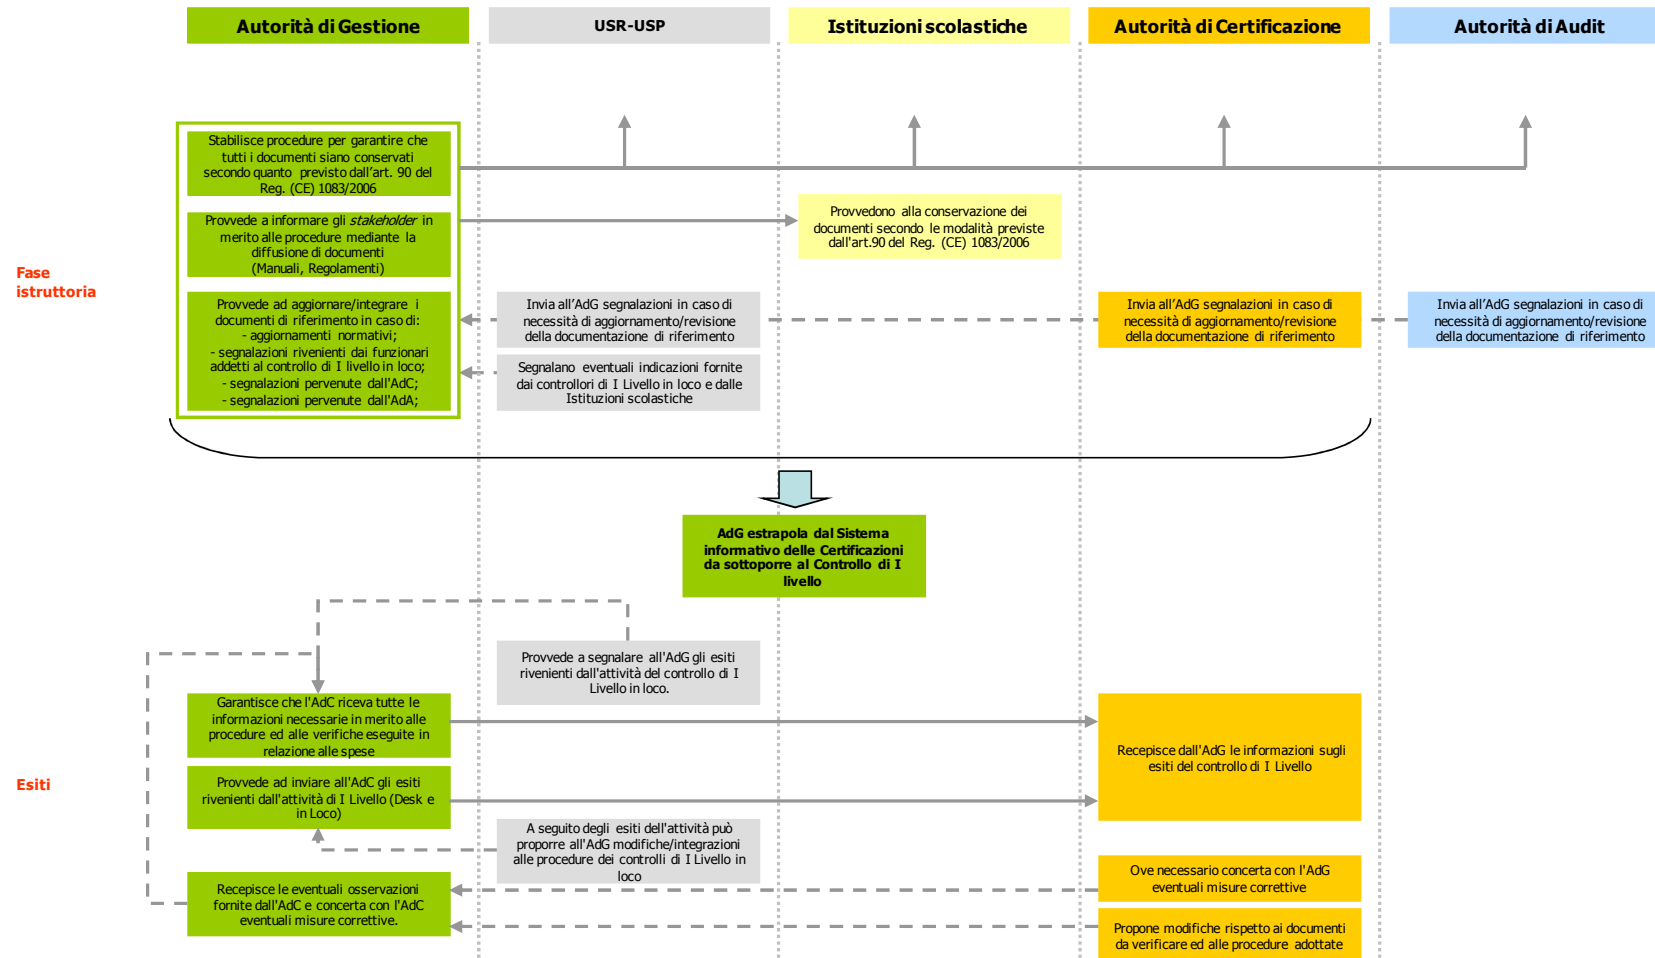 Autorità di Gestione
USR-USP
Istituzioni scolastiche
Autorità di Certificazione
Autorità di Audit
Fase
istruttoria
Stabilisce procedure per garantire che
tutti i documenti siano conservati
secondo quanto previsto dall'art. 90 del
Reg. (CE) 1083/2006
Provvede a informare gli stakeholder in
merito alle procedure mediante la
diffusione di documenti
(Manuali, Regolamenti)
Provvedono alla conservazione dei
documenti secondo le modalità previste
dall'art.90 del Reg. (CE) 1083/2006
Provvede ad aggiornare/integrare i
documenti di riferimento in caso di:
- aggiornamenti normativi;
- segnalazioni rivenienti dai funzionari
addetti al controllo di I livello in loco;
- segnalazioni pervenute dall'AdC;
- segnalazioni pervenute dall'AdA;
Invia all'AdG segnalazioni in caso di
necessità di aggiornamento/revisione
della documentazione di riferimento
Segnalano eventuali indicazioni fornite
dai controllori di I Livello in loco e dalle
Istituzioni scolastiche
Invia all'AdG segnalazioni in caso di
necessità di aggiornamento/revisione
della documentazione di riferimento
Invia all'AdG segnalazioni in caso di
necessità di aggiornamento/revisione
della documentazione di riferimento
AdG estrapola dal Sistema
informativo delle Certificazioni
da sottoporre al Controllo di I
livello
Esiti
Provvede a segnalare all'AdG gli esiti
rivenienti dall'attività del controllo di I
Livello in loco.
Garantisce che l'AdC riceva tutte le
informazioni necessarie in merito alle
procedure ed alle verifiche eseguite in
relazione alle spese
Provvede ad inviare all'AdC gli esiti
rivenienti dall'attività di I Livello (Desk e
in Loco)
Recepisce dall'AdG le informazioni sugli
esiti del controllo di I Livello
A seguito degli esiti dell'attività può
proporre all'AdG modifiche/integrazioni
alle procedure dei controlli di I Livello in
loco
Recepisce le eventuali osservazioni
fornite dall'AdC e concerta con l'AdC
eventuali misure correttive.
Ove necessario concerta con l'AdG
eventuali misure correttive
Propone modifiche rispetto ai documenti
da verificare ed alle procedure adottate